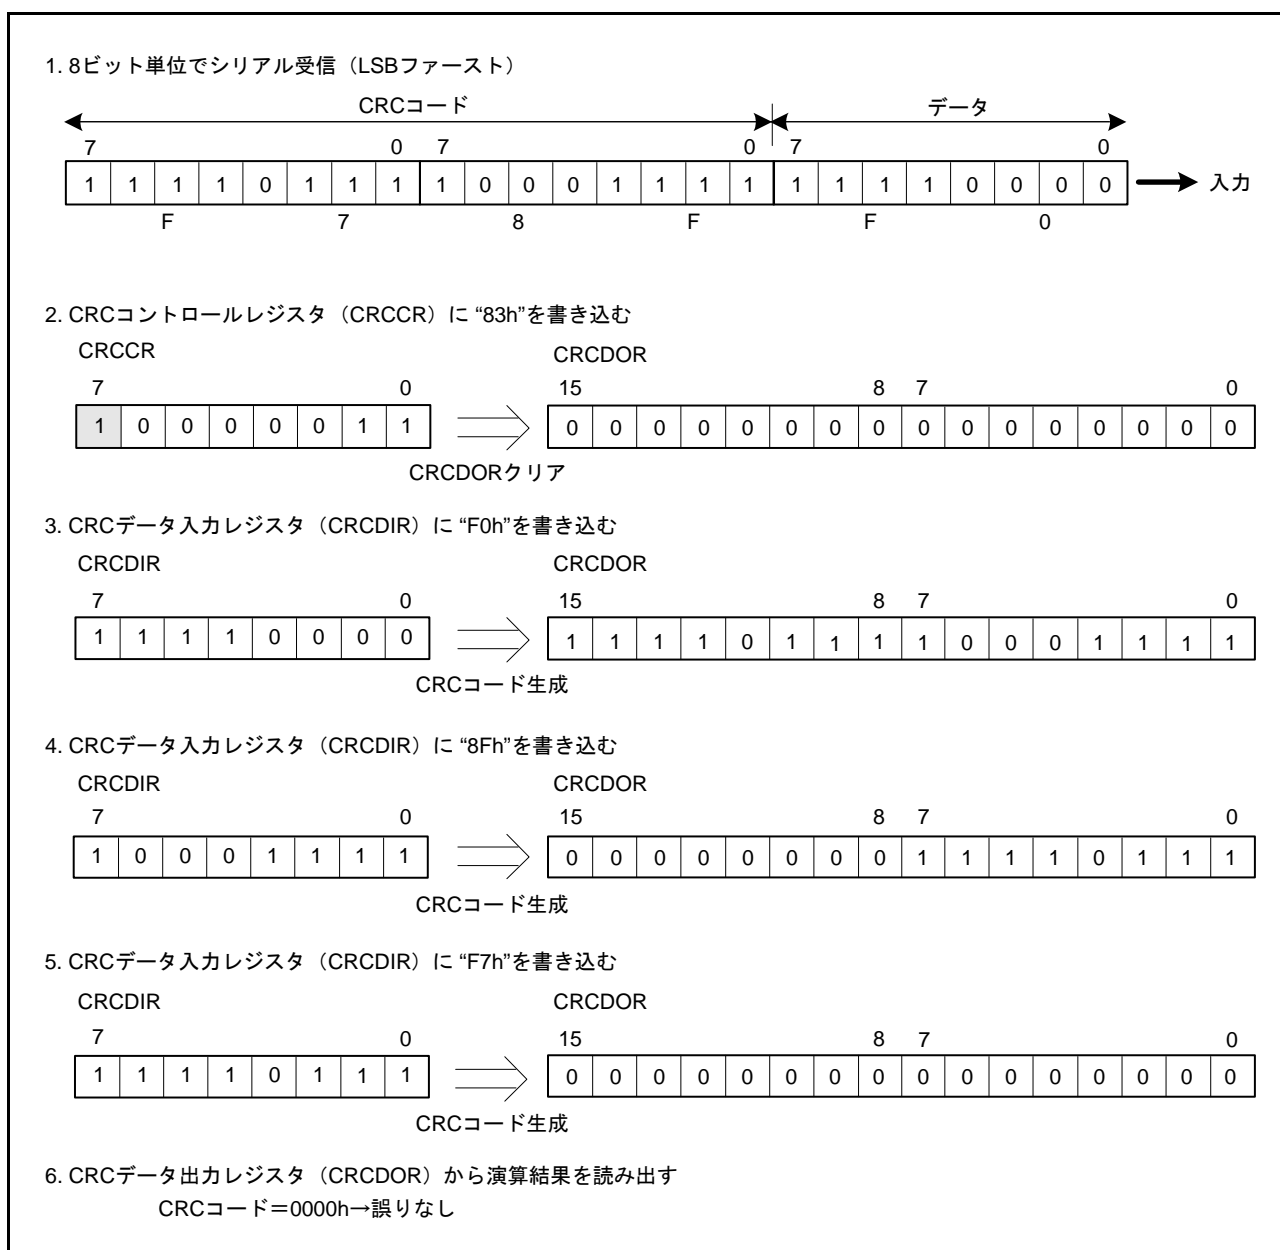 1. 8ビット単位でシリアル受信（LSBファースト）
CRCコード データ
7 0 7 0 7 0
1 1 1 1 0 1 1 1 1 0 0 0 1 1 1 1 1 1 1 1 0 0 0 0 入力
F 7 8 F F 0
2. CRCコントロールレジスタ（CRCCR）に “83h”を書き込む
CRCCR CRCDOR
7 0 15 8 7 0
1 0 0 0 0 0 1 1 0 0 0 0 0 0 0 0 0 0 0 0 0 0 0 0
CRCDORクリア
3. CRCデータ入力レジスタ（CRCDIR）に “F0h”を書き込む
CRCDIR CRCDOR
7 0 15 8 7 0
1 1 1 1 0 0 0 0 1 1 1 1 0 1 1 1 1 0 0 0 1 1 1 1
CRCコード生成
4. CRCデータ入力レジスタ（CRCDIR）に “8Fh”を書き込む
CRCDIR CRCDOR
7 0 15 8 7 0
1 0 0 0 1 1 1 1 0 0 0 0 0 0 0 0 1 1 1 1 0 1 1 1
CRCコード生成
5. CRCデータ入力レジスタ（CRCDIR）に “F7h”を書き込む
CRCDIR CRCDOR
7 0 15 8 7 0
1 1 1 1 0 1 1 1 0 0 0 0 0 0 0 0 0 0 0 0 0 0 0 0
CRCコード生成
6. CRCデータ出力レジスタ（CRCDOR）から演算結果を読み出す
CRCコード＝0000h→誤りなし